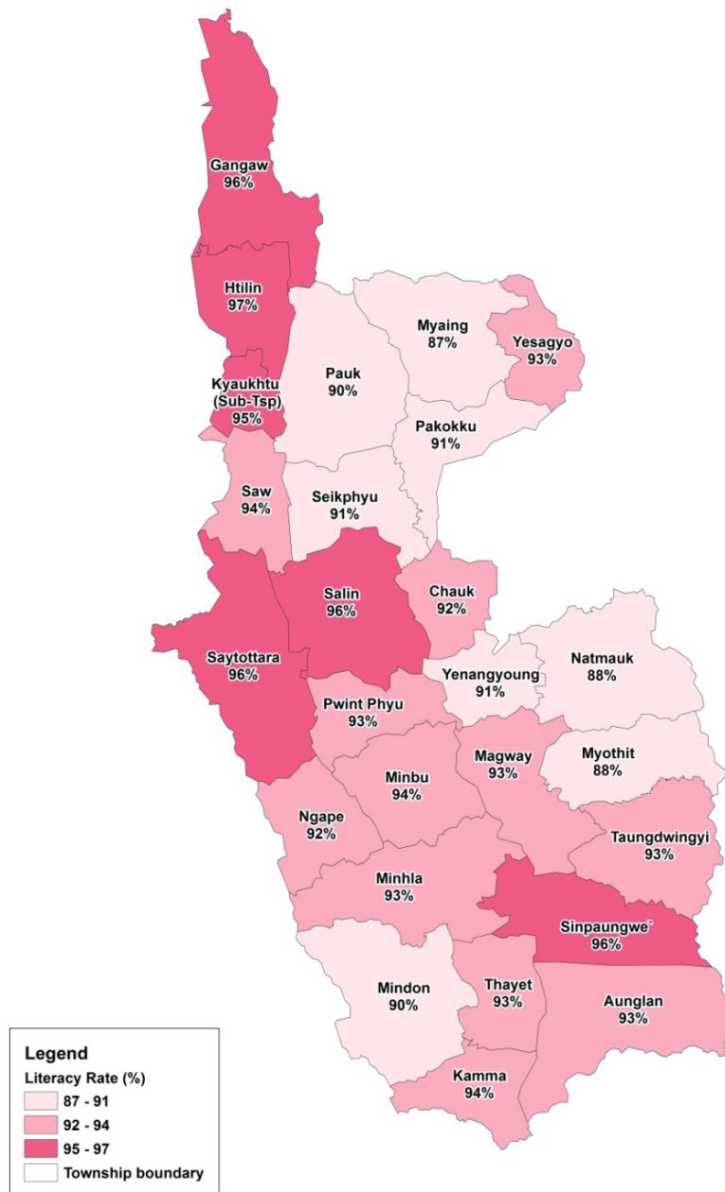 Gangaw
96%
Htilin
97%
Myaing
87%
Yesagyo
93%
Pauk
90%
Kyaukhtu
(Sub-Tsp)
95%
Pakokku
91%
Saw
94%
Seikphyu
91%
Salin
96%
Chauk
92%
Saytottara
96%
Yenangyoung
91%
Natmauk
88%
Pwint Phyu
93%
Magway
93%
Myothit
88%
Minbu
94%
Ngape
92%
Taungdwingyi
93%
Minhla
93%
Sinpaungwe`
96%
Mindon
90%
Thayet
93%
Aunglan
93%
Kamma
94%
Legend
Literacy Rate (%)
87 - 91
92 - 94
95 - 97
Township boundary